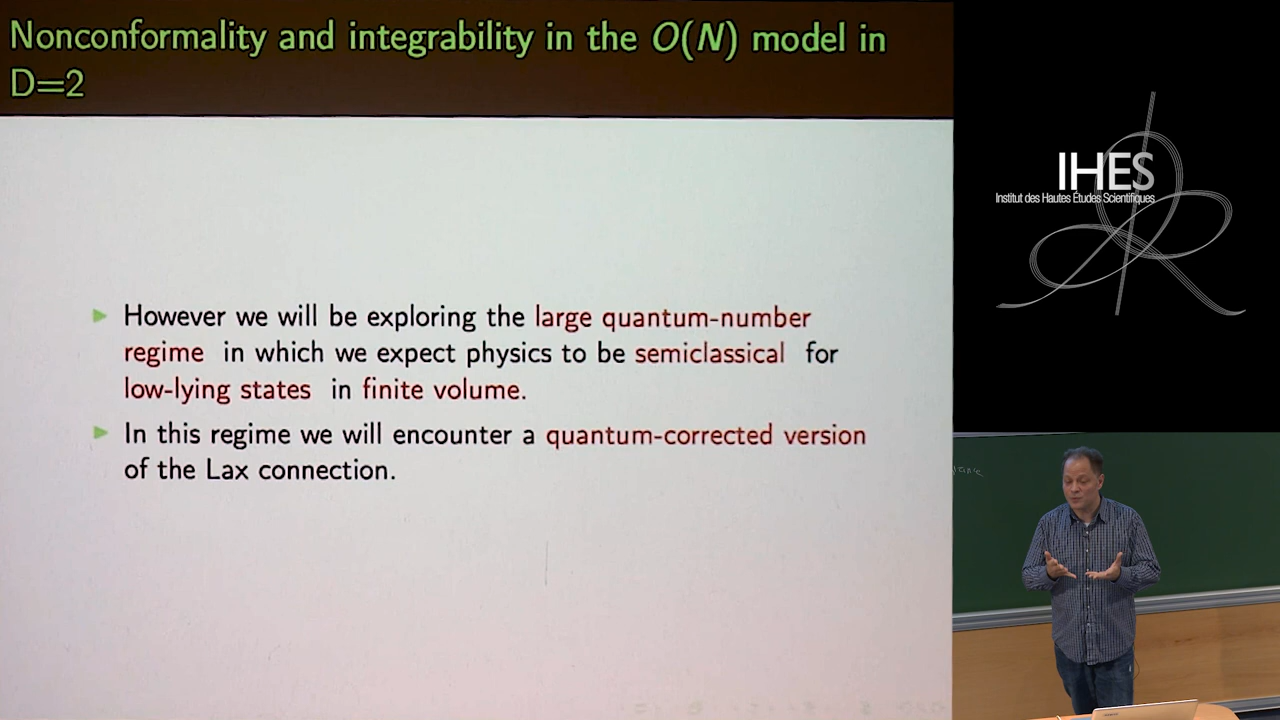 Nonconformality and integrability in the O(N) model in
D=2
However we will be exploring the large quantum-number
regime in which we expect physics to be semiclassical for
low-lying states in finite volume.
In this regime we will encounter a quantum-corrected version
of the Lax connection.
IHES
Institut des Hautes Études Scientifiques